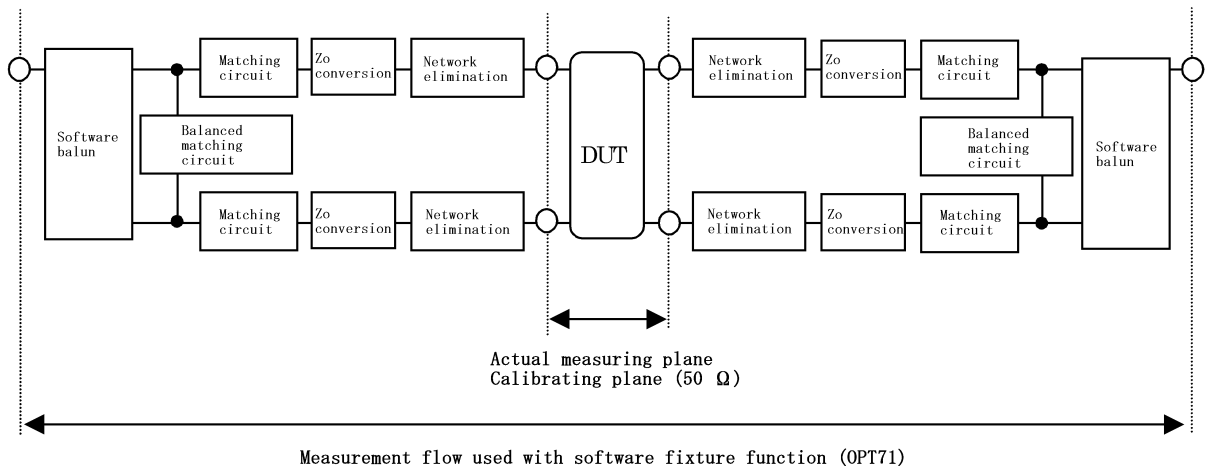 Software
balun
Matching
circuit
Zo
conversion
Network
elimination
Balanced
matching
circuit
Matching
circuit
Zo
conversion
Network
elimination
DUT
Network
elimination
Zo
conversion
Matching
circuit
Balanced
matching
circuit
Network
elimination
Zo
conversion
Matching
circuit
Software
balun
Actual measuring plane
Calibrating plane (50 Ω)
Measurement flow used with software fixture function (OPT71)